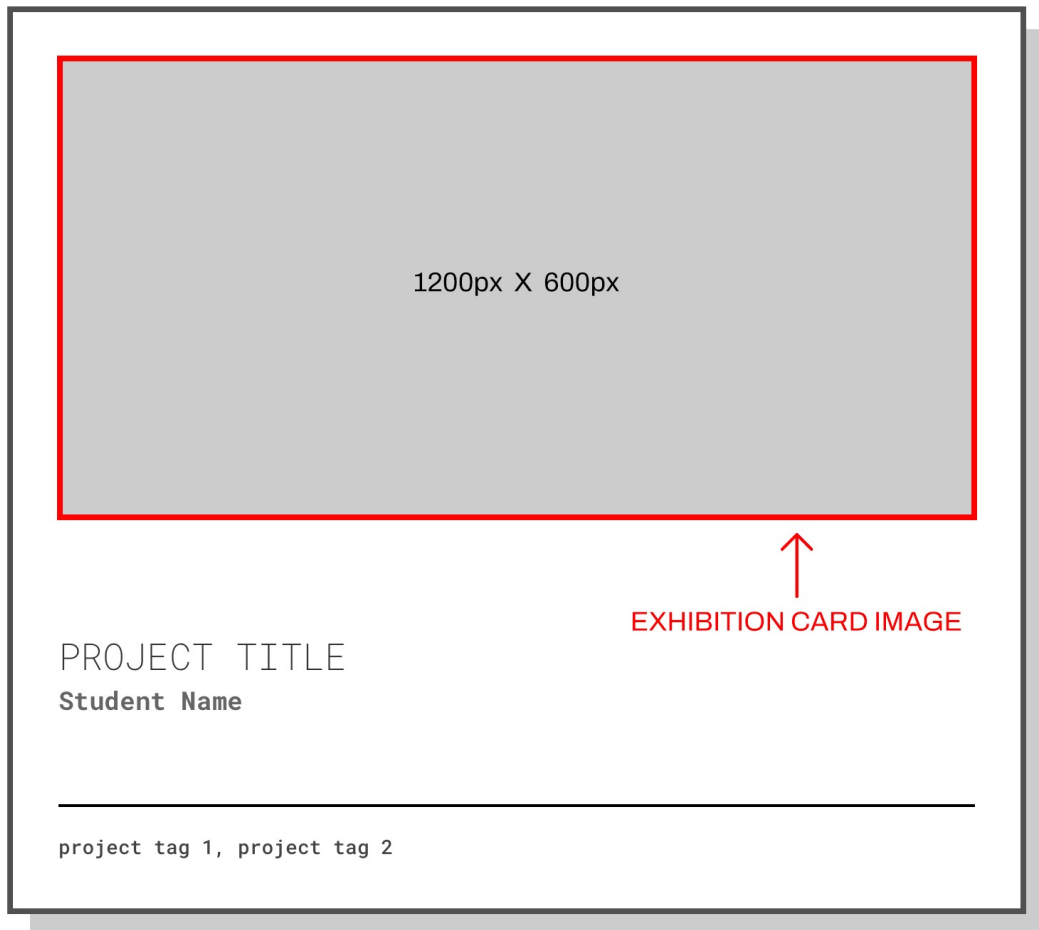 1200px X 600px
EXHIBITION CARD IMAGE
PROJECT TITLE
Student Name
project tag 1, project tag 2